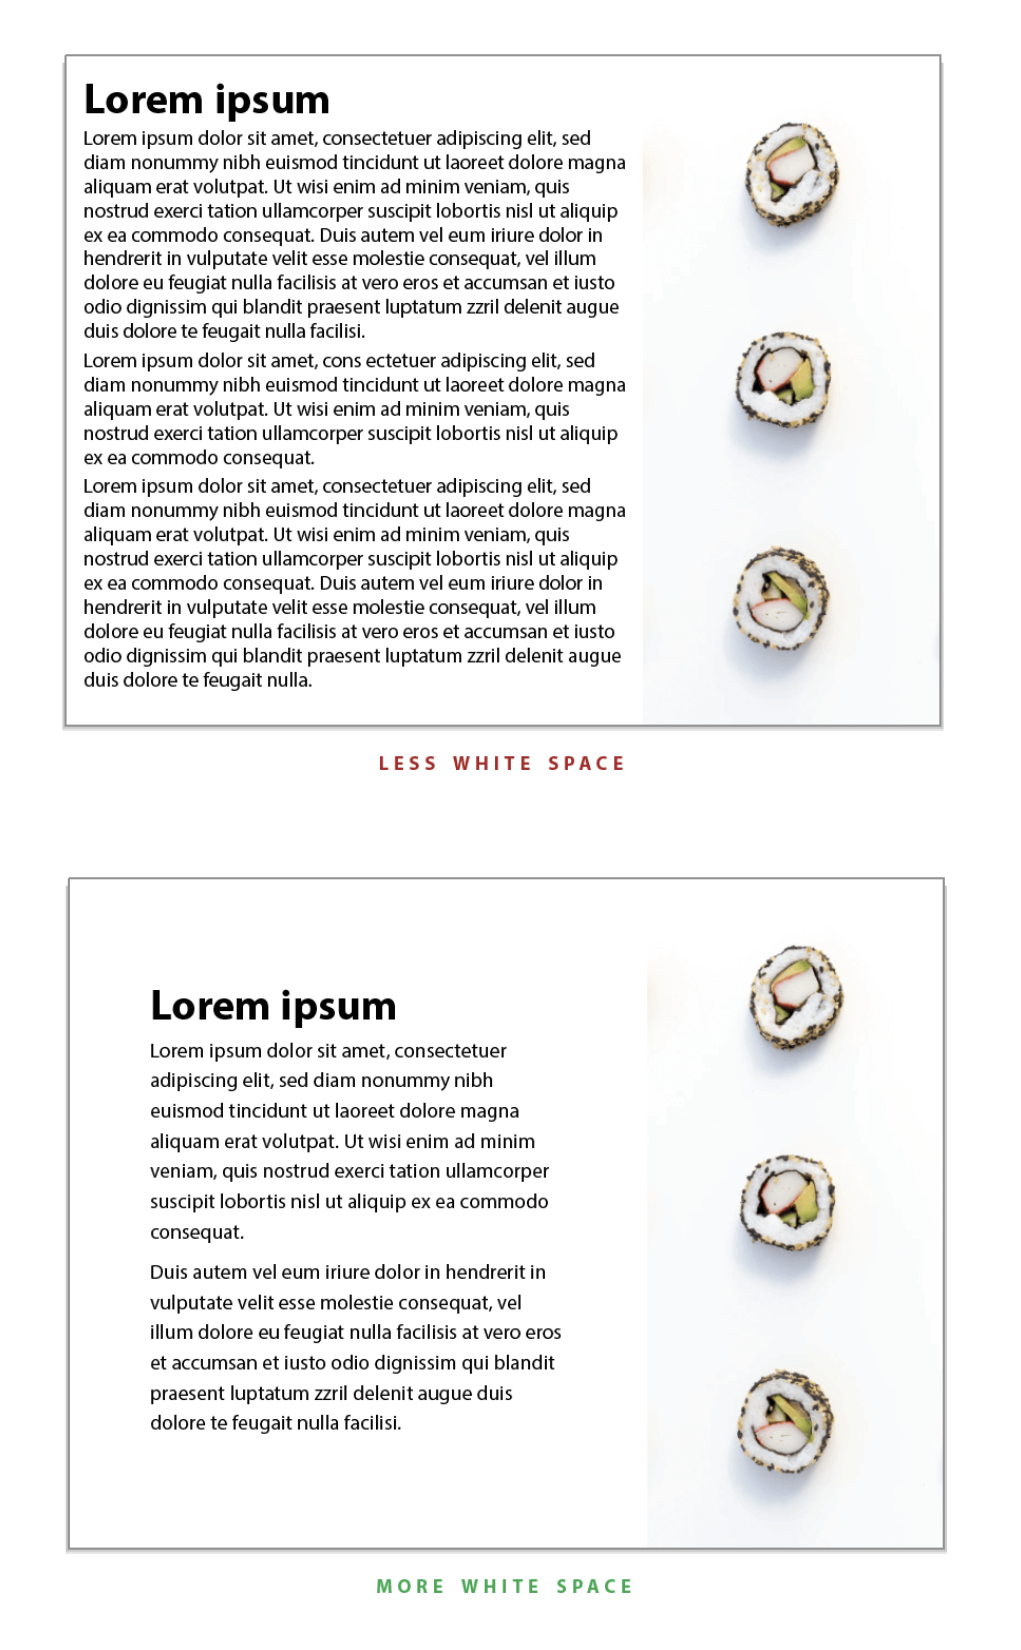 Lorem ipsum
Lorem ipsum dolor sit amet, consectetuer adipiscing elit, sed
diam nonummy nibh euismod tincidunt ut laoreet dolore magna
aliquam erat volutpat. Ut wisi enim ad minim veniam, quis
nostrud exerci tation ullamcorper suscipit lobortis nisl ut aliquip
ex ea commodo consequat. Duis autem vel eum iriure dolor in
hendrerit in vulputate velit esse molestie consequat, vel illum
dolore eu feugiat nulla facilisis at vero eros et accumsan et iusto
odio dignissim qui blandit praesent luptatum zzril delenit augue
duis dolore te feugait nulla facilisi.
Lorem ipsum dolor sit amet, cons ectetuer adipiscing elit, sed
diam nonummy nibh euismod tincidunt ut laoreet dolore magna
aliquam erat volutpat. Ut wisi enim ad minim veniam, quis
nostrud exerci tation ullamcorper suscipit lobortis nisl ut aliquip
ex ea commodo consequat.
Lorem ipsum dolor sit amet, consectetuer adipiscing elit, sed
diam nonummy nibh euismod tincidunt ut laoreet dolore magna
aliquam erat volutpat. Ut wisi enim ad minim veniam, quis
nostrud exerci tation ullamcorper suscipit lobortis nisl ut aliquip
ex ea commodo consequat. Duis autem vel eum iriure dolor in
hendrerit in vulputate velit esse molestie consequat, vel illum
dolore eu feugiat nulla facilisis at vero eros et accumsan et iusto
odio dignissim qui blandit praesent luptatum zzril delenit augue
duis dolore te feugait nulla.
LESS WHITE SPACE
Lorem ipsum
Lorem ipsum dolor sit amet, consectetuer
adipiscing elit, sed diam nonummy nibh
euismod tincidunt ut laoreet dolore magna
aliquam erat volutpat. Ut wisi enim ad minim
veniam, quis nostrud exerci tation ullamcorper
suscipit lobortis nisl ut aliquip ex ea commodo
consequat.
Duis autem vel eum iriure dolor in hendrerit in
vulputate velit esse molestie consequat, vel
illum dolore eu feugiat nulla facilisis at vero eros
et accumsan et iusto odio dignissim qui blandit
praesent luptatum zzril delenit augue duis
dolore te feugait nulla facilisi.
MORE WHITE SPACE